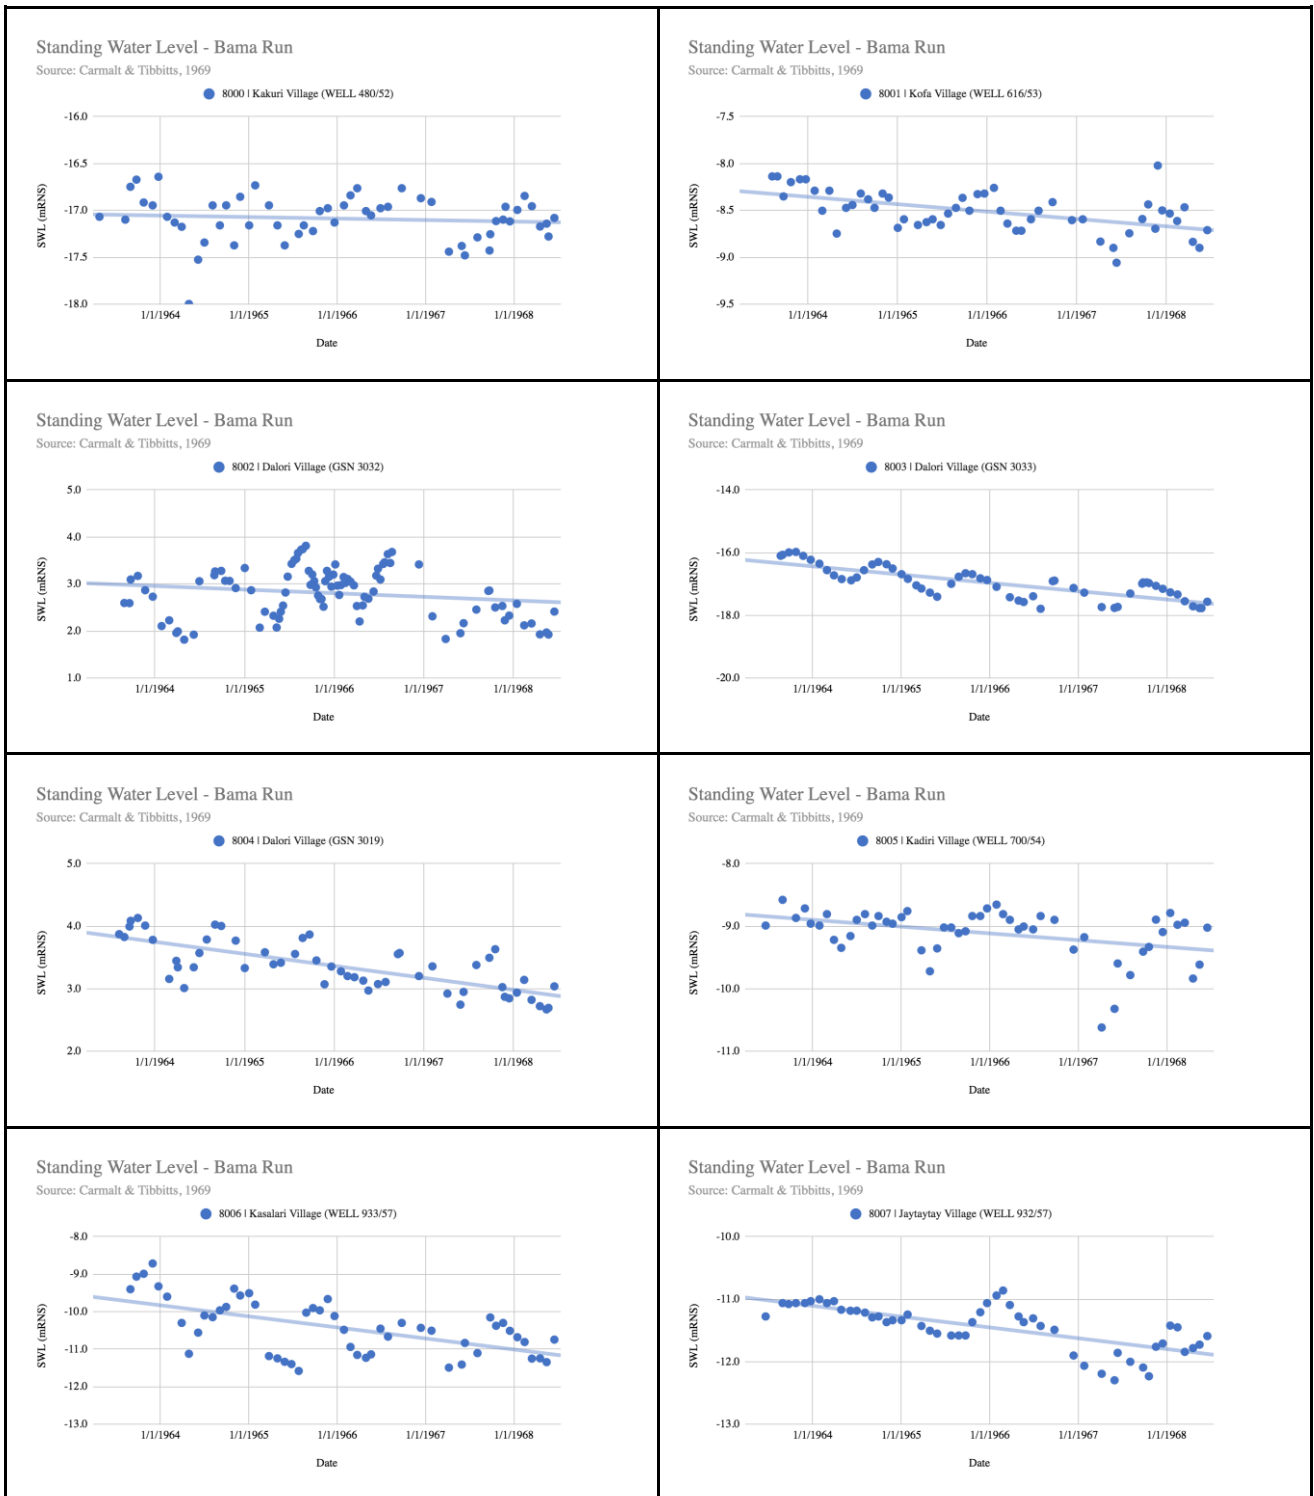 Standing Water Level - Bama Run
Source: Carmalt & Tibbitts, 1969
8000 | Kakuri Village (WELL 480/52)
-16.0
-16.5
-17.0
-17.5
-18.0
SWL (mRNS)
1/1/1964 1/1/1965 1/1/1966 1/1/1967 1/1/1968
Date
Standing Water Level - Bama Run
Source: Carmalt & Tibbitts, 1969
8001 | Kofa Village (WELL 616/53)
-7.5
-8.0
-8.5
-9.0
-9.5
SWL (mRNS)
1/1/1964 1/1/1965 1/1/1966 1/1/1967 1/1/1968
Date
Standing Water Level - Bama Run
Source: Carmalt & Tibbitts, 1969
8002 | Dalori Village (GSN 3032)
5.0
4.0
3.0
2.0
1.0
SWL (mRNS)
1/1/1964 1/1/1965 1/1/1966 1/1/1967 1/1/1968
Date
Standing Water Level - Bama Run
Source: Carmalt & Tibbitts, 1969
8003 | Dalori Village (GSN 3033)
-14.0
-16.0
-18.0
-20.0
SWL (mRNS)
1/1/1964 1/1/1965 1/1/1966 1/1/1967 1/1/1968
Date
Standing Water Level - Bama Run
Source: Carmalt & Tibbitts, 1969
8004 | Dalori Village (GSN 3019)
5.0
4.0
3.0
2.0
SWL (mRNS)
1/1/1964 1/1/1965 1/1/1966 1/1/1967 1/1/1968
Date
Standing Water Level - Bama Run
Source: Carmalt & Tibbitts, 1969
8005 | Kadiri Village (WELL 700/54)
-8.0
-9.0
-10.0
-11.0
SWL (mRNS)
1/1/1964 1/1/1965 1/1/1966 1/1/1967 1/1/1968
Date
Standing Water Level - Bama Run
Source: Carmalt & Tibbitts, 1969
8006 | Kasalari Village (WELL 933/57)
-8.0
-9.0
-10.0
-11.0
-12.0
-13.0
SWL (mRNS)
1/1/1964 1/1/1965 1/1/1966 1/1/1967 1/1/1968
Date
Standing Water Level - Bama Run
Source: Carmalt & Tibbitts, 1969
8007 | Jaytaytay Village (WELL 932/57)
-10.0
-11.0
-12.0
-13.0
SWL (mRNS)
1/1/1964 1/1/1965 1/1/1966 1/1/1967 1/1/1968
Date